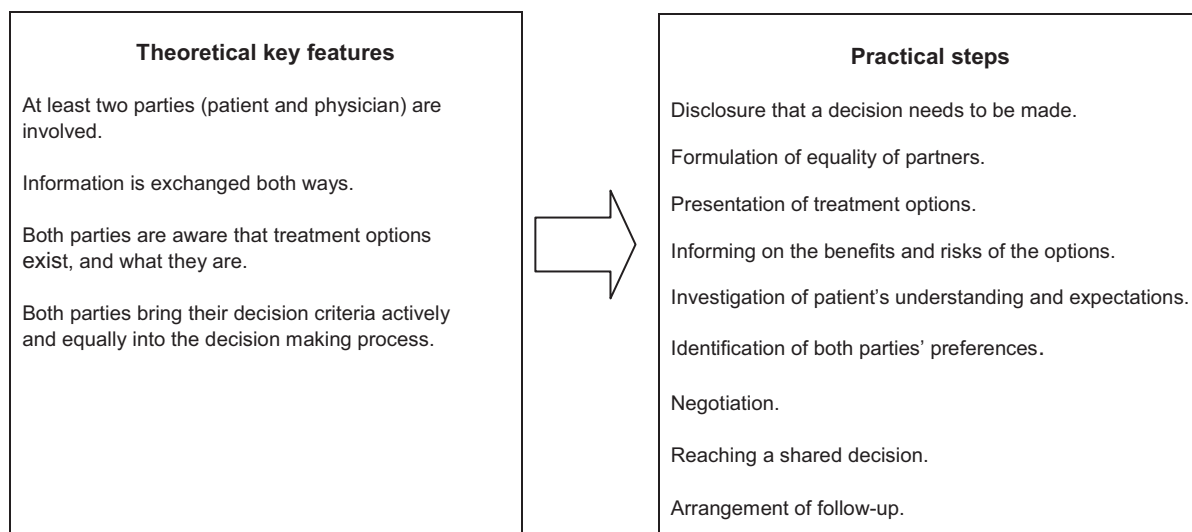 Theoretical key features
At least two parties (patient and physician) are
involved.
Information is exchanged both ways.
Both parties are aware that treatment options
exist, and what they are.
Both parties bring their decision criteria actively
and equally into the decision making process.
Practical steps
Disclosure that a decision needs to be made.
Formulation of equality of partners.
Presentation of treatment options.
Informing on the benefits and risks of the options.
Investigation of patient's understanding and expectations.
Identification of both parties' preferences.
Negotiation.
Reaching a shared decision.
Arrangement of follow-up.